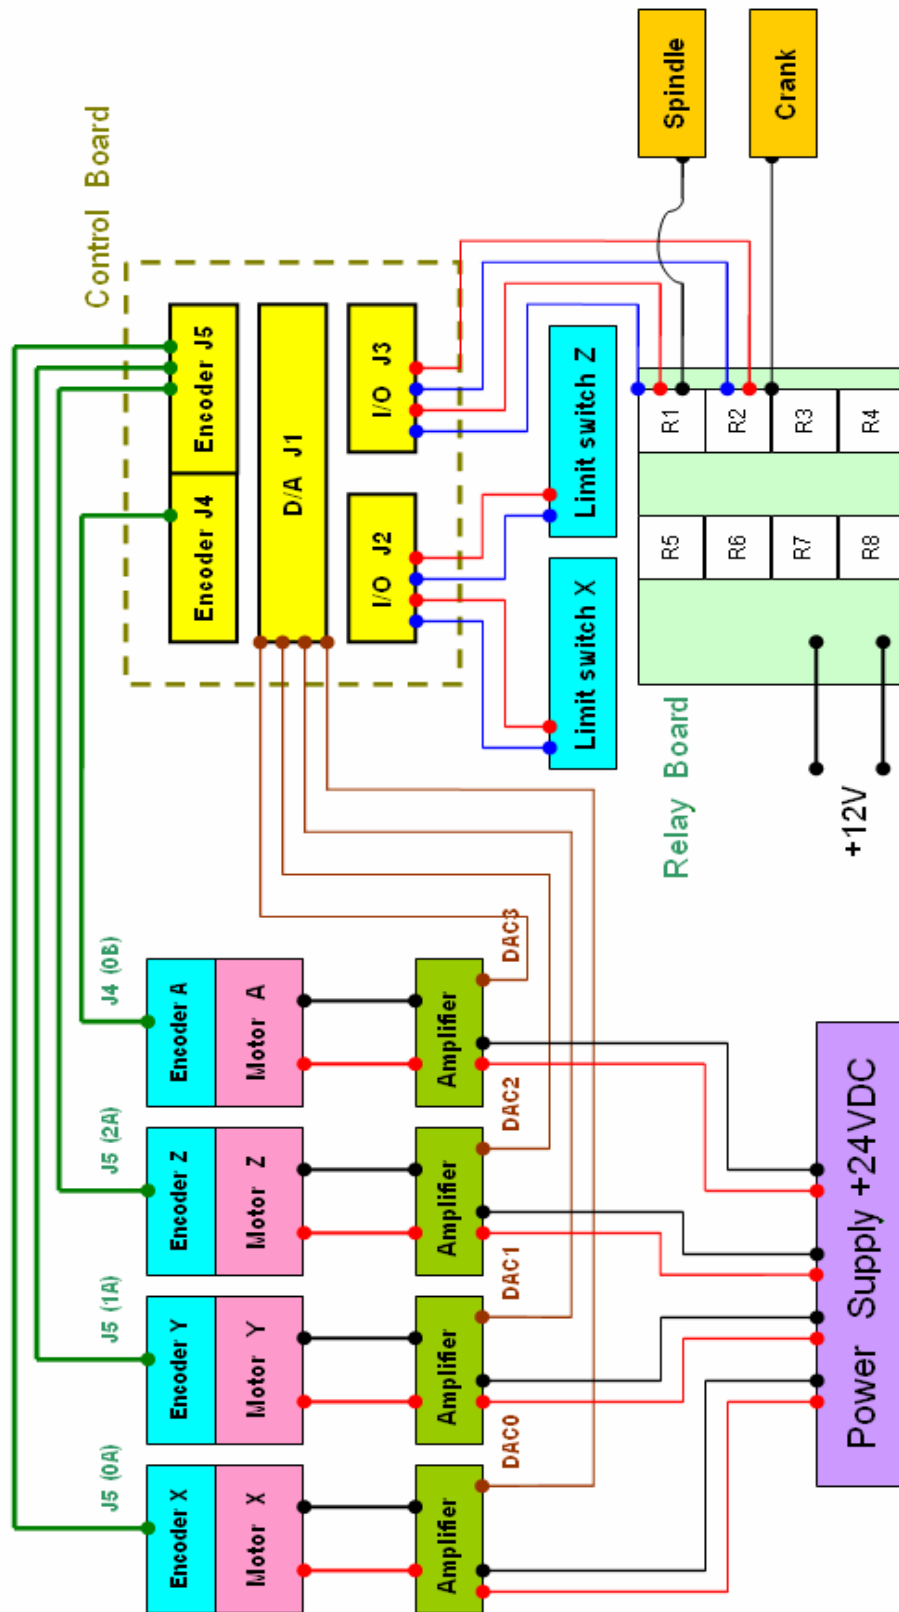 Control Board
Encoder J4
Encoder J5
D/A J1
I/O J2
I/O J3
J5 (0A)
J5 (1A)
J5 (2A)
J4 (0B)
Encoder X
Encoder Y
Encoder Z
Encoder A
Motor X
Motor Y
Motor Z
Motor A
Amplifier
Amplifier
Amplifier
Amplifier
DAC0
DAC1
DAC2
DAC3
Power Supply +24VDC
Limit switch X
Limit switch Z
Spindle
Crank
Relay Board
R5
R1
R6
R2
R7
R3
R8
R4
+12V